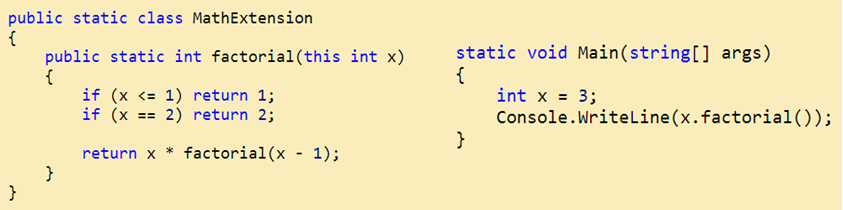 public static class MathExtension
{
    public static int factorial(this int x)
    {
        if (x <= 1) return 1;
        if (x == 2) return 2;

        return x * factorial(x - 1);
    }
}
static void Main(string[] args)
{
    int x = 3;
    Console.WriteLine(x.factorial());
}